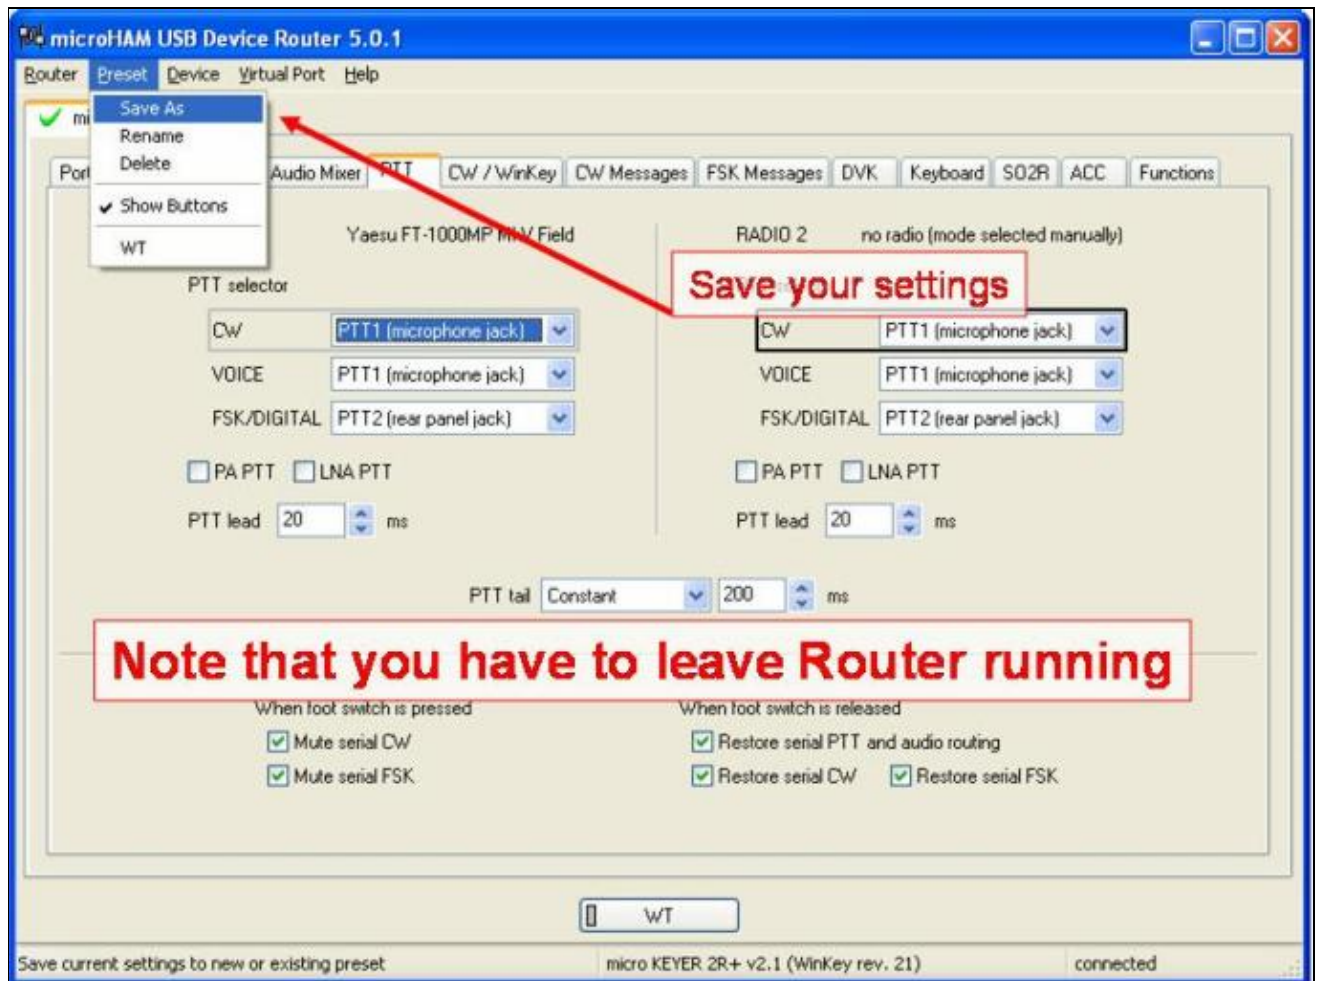 microHAM USB Device Router 5.0.1
Router Preset Device Virtual Port Help
Save As
Rename
Delete
Show Buttons
WT
mi
Port Audio Mixer PTT CW / WinKey CW Messages FSK Messages DVK Keyboard SO2R ACC Functions
Yaesu FT-1000MP MkV Field RADIO 2 no radio (mode selected manually)
Save your settings
PTT selector
CW PTT1 (microphone jack) CW PTT1 (microphone jack)
VOICE PTT1 (microphone jack) VOICE PTT1 (microphone jack)
FSK/DIGITAL PTT2 (rear panel jack) FSK/DIGITAL PTT2 (rear panel jack)
PA PTT LNA PTT PA PTT LNA PTT
PTT lead 20 ms PTT lead 20 ms
PTT tail Constant 200 ms
Note that you have to leave Router running
When foot switch is pressed When foot switch is released
Mute serial CW Restore serial PTT and audio routing
Mute serial FSK Restore serial CW Restore serial FSK
WT
Save current settings to new or existing preset micro KEYER 2R+ v2.1 (WinKey rev. 21) connected